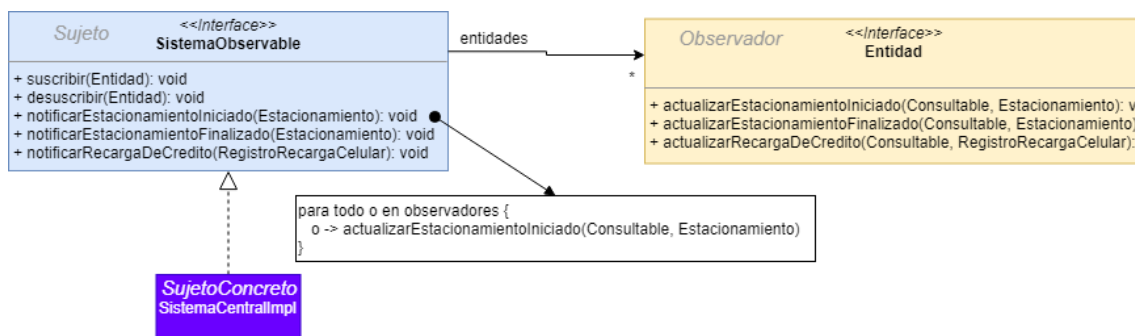 Sujeto
<<Interface>>
SistemaObservable
+ suscribir(Entidad): void
+ desuscribir(Entidad): void
+ notificarEstacionamientoIniciado(Estacionamiento): void
+ notificarEstacionamientoFinalizado(Estacionamiento): void
+ notificarRecargaDeCredito(RegistroRecargaCelular): void
entidades
*
Observador
<<Interface>>
Entidad
+ actualizarEstacionamientoIniciado(Consultable, Estacionamiento): v
+ actualizarEstacionamientoFinalizado(Consultable, Estacionamiento)
+ actualizarRecargaDeCredito(Consultable, RegistroRecargaCelular):
para todo o en observadores {
o -> actualizarEstacionamientoIniciado(Consultable, Estacionamiento)
}
SujetoConcreto
SistemaCentralImpl